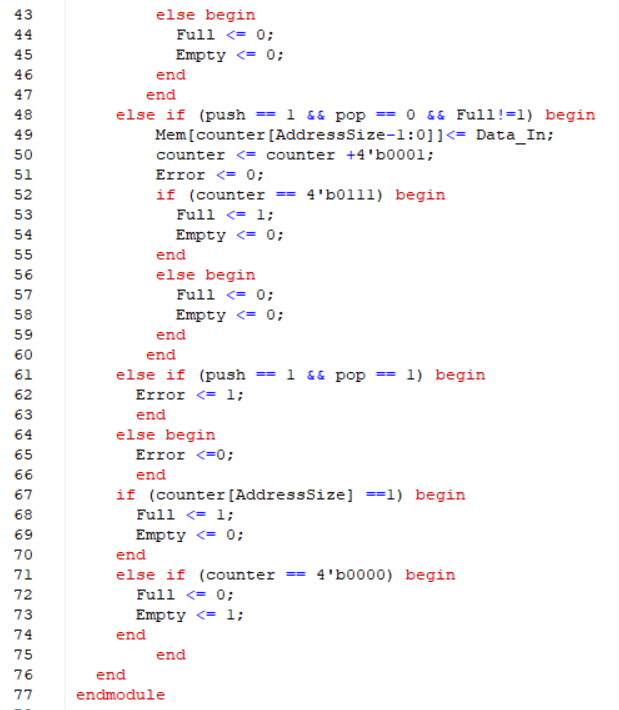 43 else begin
44 Full <= 0;
45 Empty <= 0;
46 end
47 end
48 else if (push == 1 && pop == 0 && Full!=1) begin
49 Mem[counter[AddressSize-1:0]]<= Data_In;
50 counter <= counter +4'b0001;
51 Error <= 0;
52 if (counter == 4'b0111) begin
53 Full <= 1;
54 Empty <= 0;
55 end
56 else begin
57 Full <= 0;
58 Empty <= 0;
59 end
60 end
61 else if (push == 1 && pop == 1) begin
62 Error <= 1;
63 end
64 else begin
65 Error <=0;
66 end
67 if (counter[AddressSize] ==1) begin
68 Full <= 1;
69 Empty <= 0;
70 end
71 else if (counter == 4'b0000) begin
72 Full <= 0;
73 Empty <= 1;
74 end
75 end
76 end
77 endmodule